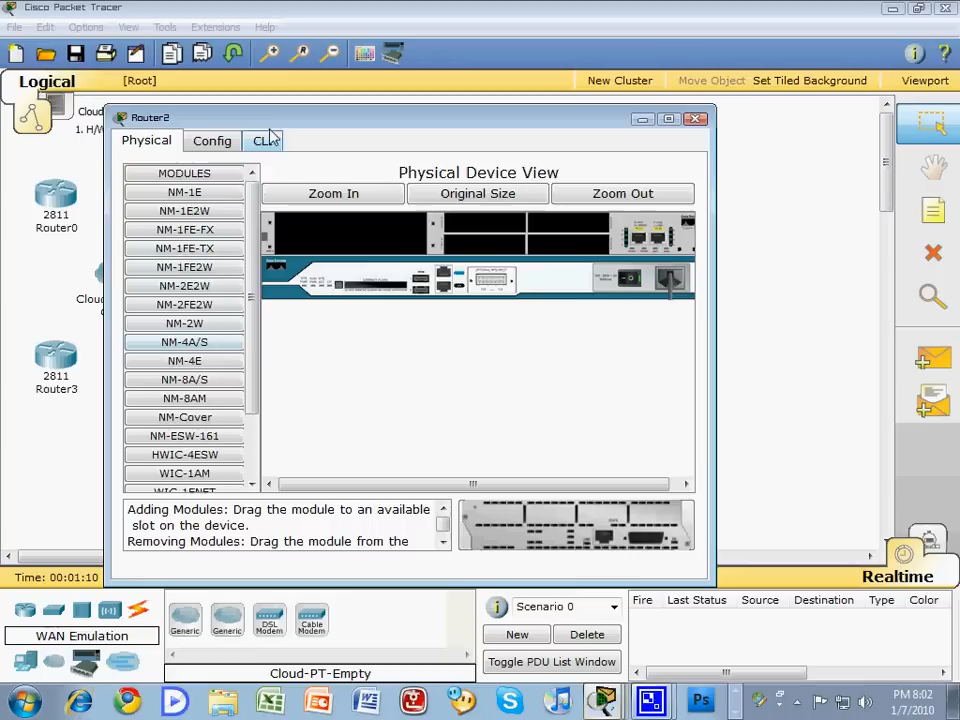 Cisco Packet Tracer
File Edit Options View Tools Extensions Help
Logical
[Root]
New Cluster
Move Object
Set Tiled Background
Viewport
Cloud
1. H/W
2811
Router0
Clou
2811
Router3
Router2
Physical
Config
MODULES
NM-1E
NM-1E2W
NM-1FE-FX
NM-1FE-TX
NM-1FE2W
NM-2E2W
NM-2FE2W
NM-2W
NM-4A/S
NM-4E
NM-8A/S
NM-8AM
NM-Cover
NM-ESW-161
HWIC-4ESW
WIC-1AM
WIC-1ENET
Physical Device View
Zoom In
Original Size
Zoom Out
Adding Modules: Drag the module to an available
slot on the device.
Removing Modules: Drag the module from the
Time: 00:01:10
Realtime
WAN Emulation
Generic
Generic
DSL
Modem
Cable
Modem
Cloud-PT-Empty
Scenario 0
New
Delete
Toggle PDU List Window
Fire
Last Status
Source
Destination
Type
Color
Ps
PM 8:02
1/7/2010